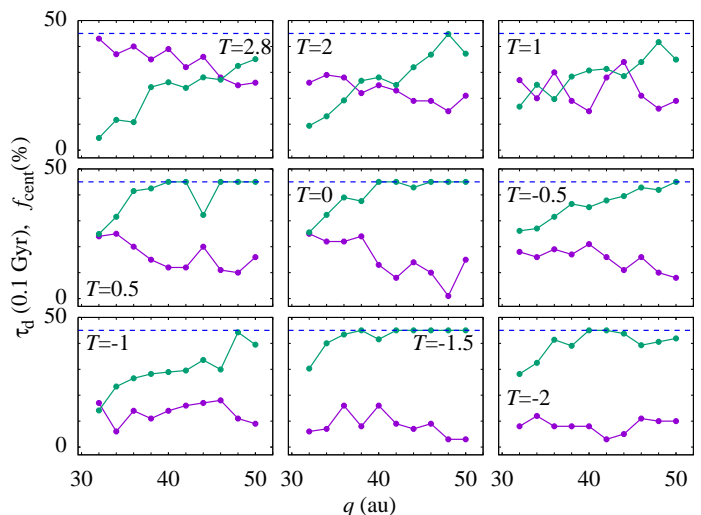 50
0
T=2.8
T=2
T=1
50
0
T=0.5
T=0
T=-0.5
50
0
T=-1
T=-1.5
T=-2
30
40
50
30
40
50
30
40
50
q (au)
τd (0.1 Gyr), fcent(%)